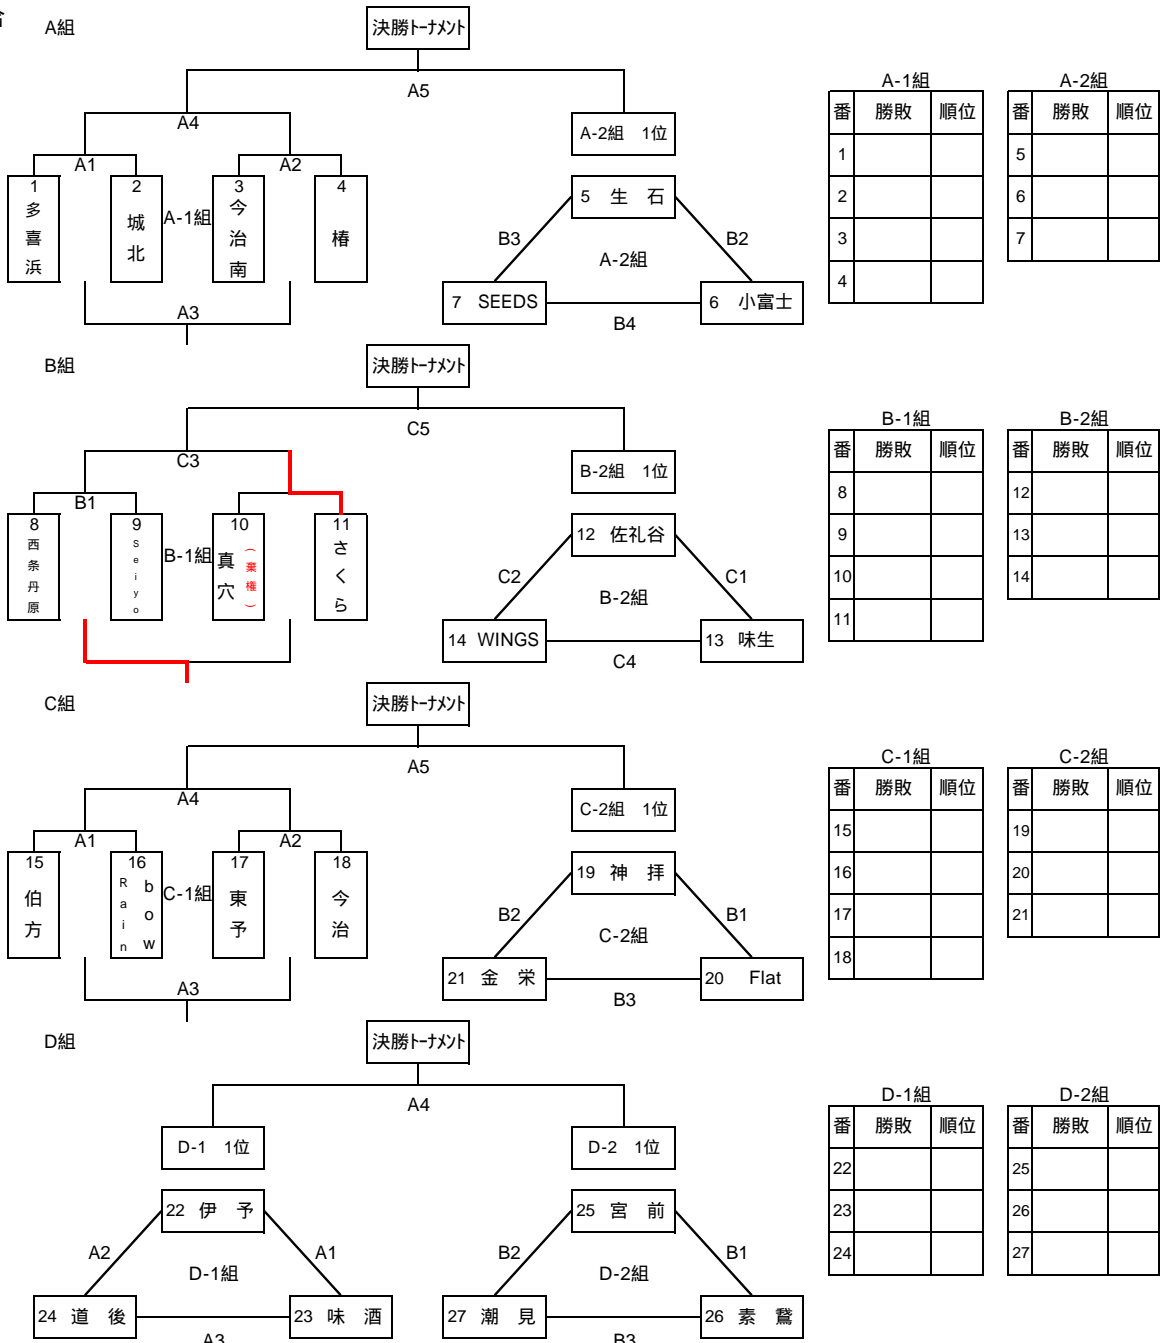 A組
決勝トーナメント
A5
A4
A-2組 1位
A1
A2
1 多喜浜
2 城北
A-1組
3 今治南
4 椿
5 生 石
B3
B2
A-2組
7 SEEDS
6 小富士
B4
A3
A-1組
番 勝敗 順位
1
2
3
4
A-2組
番 勝敗 順位
5
6
7
B組
決勝トーナメント
C5
C3
B-2組 1位
B1
8 西条丹原
9 Seiyo
B-1組
10 真穴 (棄権)
11 さくら
12 佐礼谷
C2
C1
B-2組
14 WINGS
13 味生
C4
B-1組
番 勝敗 順位
8
9
10
11
B-2組
番 勝敗 順位
12
13
14
C組
決勝トーナメント
A5
A4
C-2組 1位
A1
A2
15 伯方
16 Rainbow
C-1組
17 東予
18 今治
19 神 拝
B2
B1
C-2組
21 金 栄
20 Flat
B3
A3
C-1組
番 勝敗 順位
15
16
17
18
C-2組
番 勝敗 順位
19
20
21
D組
決勝トーナメント
A4
D-1 1位
D-2 1位
22 伊 予
A2
A1
D-1組
24 道 後
23 味 酒
A3
25 宮 前
B2
B1
D-2組
27 潮 見
26 素 鵞
B3
D-1組
番 勝敗 順位
22
23
24
D-2組
番 勝敗 順位
25
26
27